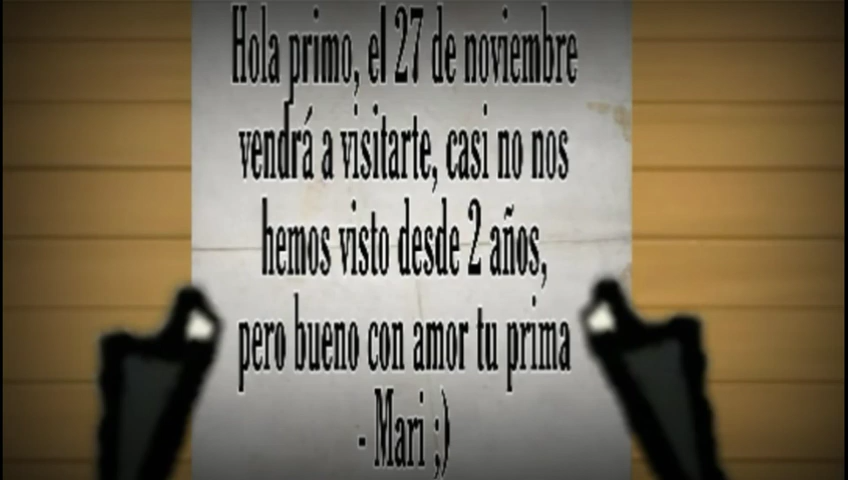 Hola primo, el 27 de noviembre
vendrá a visitarte, casi no nos
hemos visto desde 2 años,
pero bueno con amor tu prima
- Mari ;)